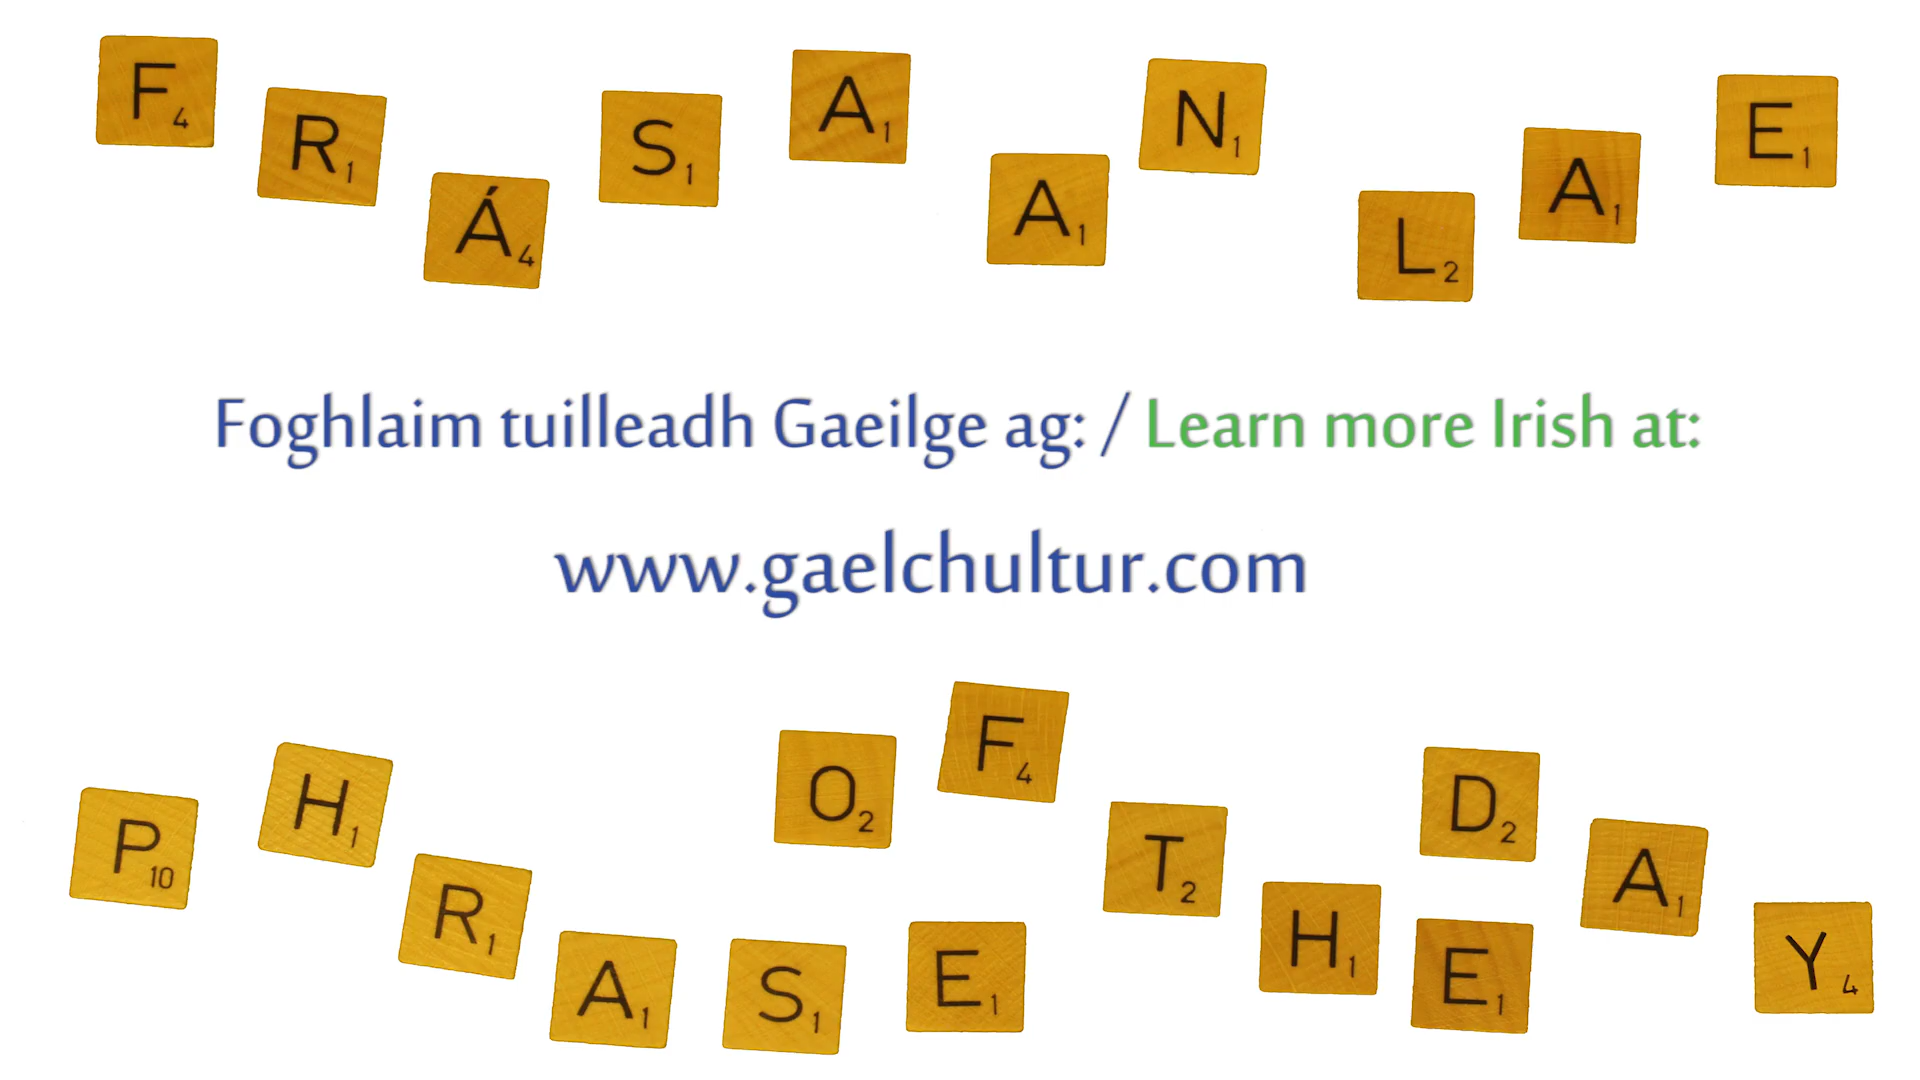 FRÁSA AN LAE
Foghlaim tuilleadh Gaeilge ag: / Learn more Irish at:
www.gaelchultur.com
PHRASE OF THE DAY